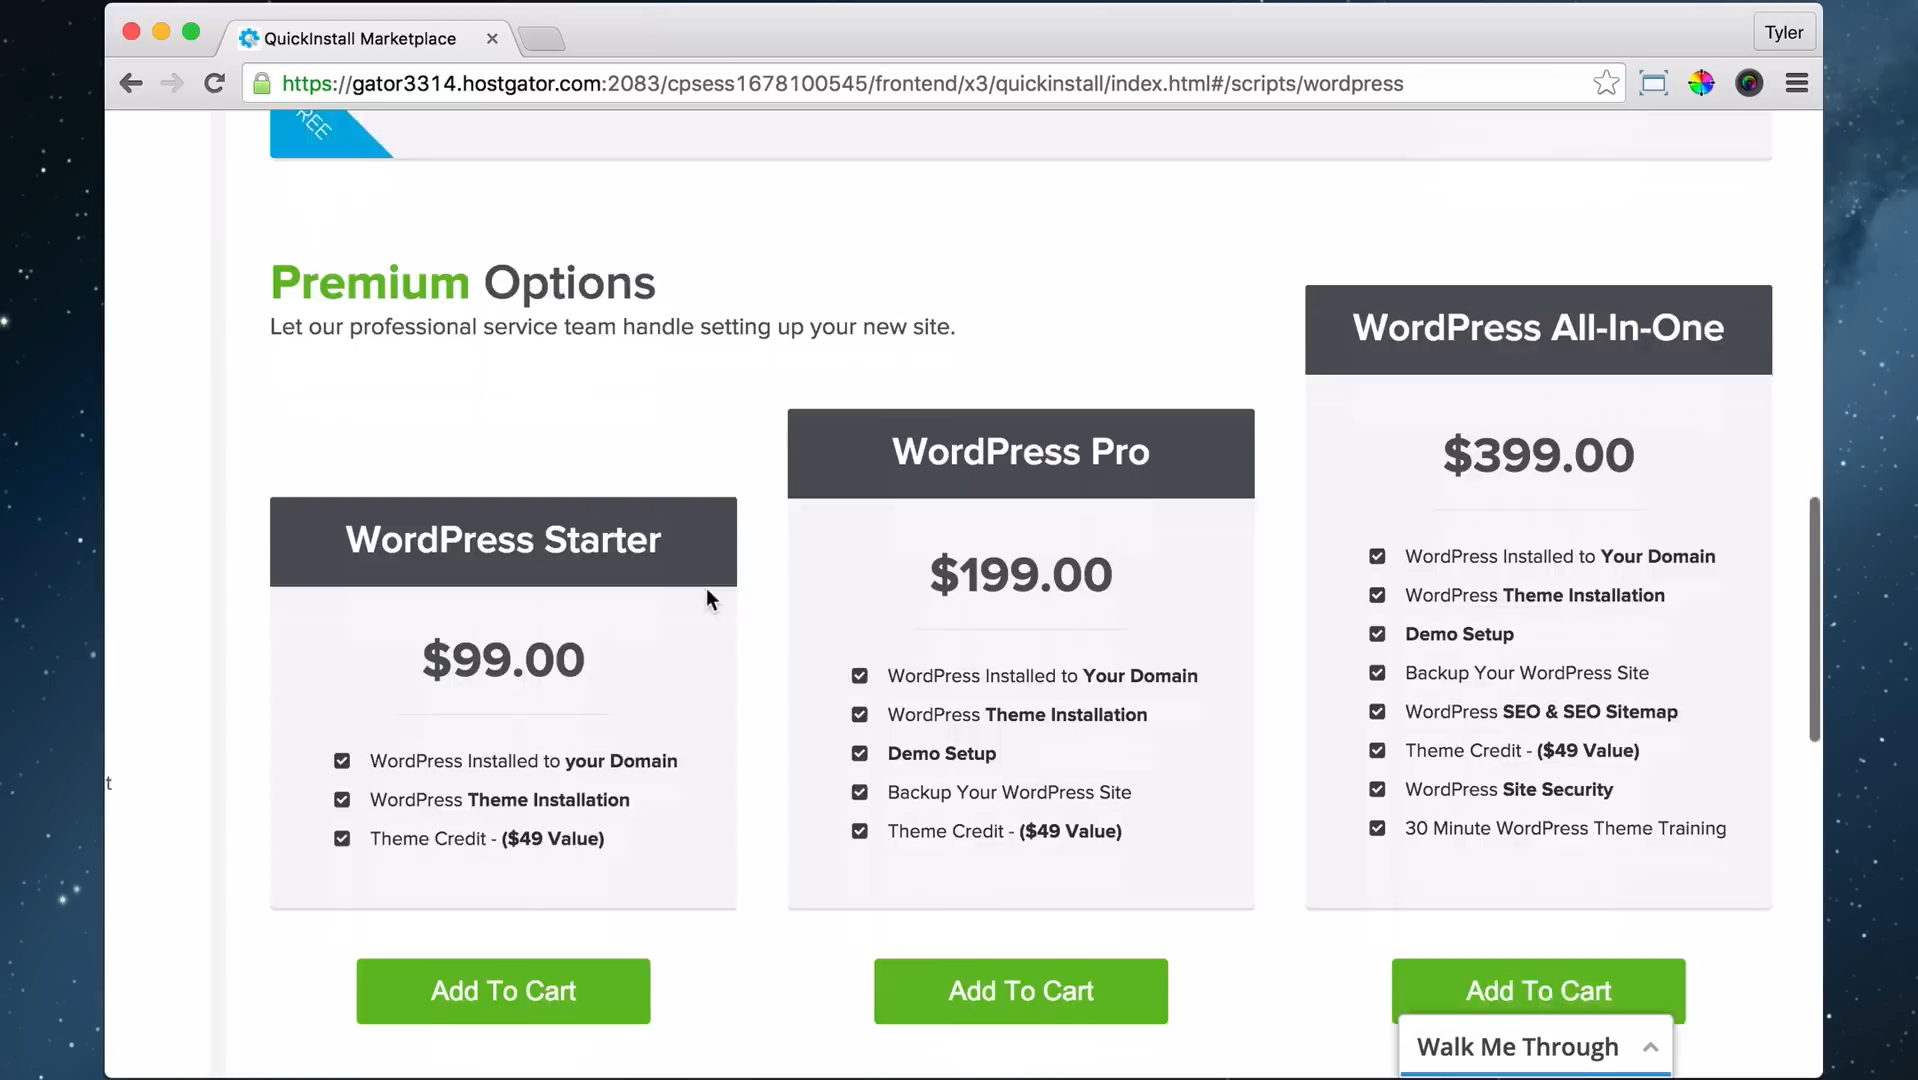 QuickInstall Marketplace
Tyler
https://gator3314.hostgator.com:2083/cpsess1678100545/frontend/x3/quickinstall/index.html#/scripts/wordpress
REE
Premium Options
Let our professional service team handle setting up your new site.
WordPress Starter
$99.00
WordPress Installed to your Domain
WordPress Theme Installation
Theme Credit - ($49 Value)
Add To Cart
WordPress Pro
$199.00
WordPress Installed to Your Domain
WordPress Theme Installation
Demo Setup
Backup Your WordPress Site
Theme Credit - ($49 Value)
Add To Cart
WordPress All-In-One
$399.00
WordPress Installed to Your Domain
WordPress Theme Installation
Demo Setup
Backup Your WordPress Site
WordPress SEO & SEO Sitemap
Theme Credit - ($49 Value)
WordPress Site Security
30 Minute WordPress Theme Training
Add To Cart
t
Walk Me Through